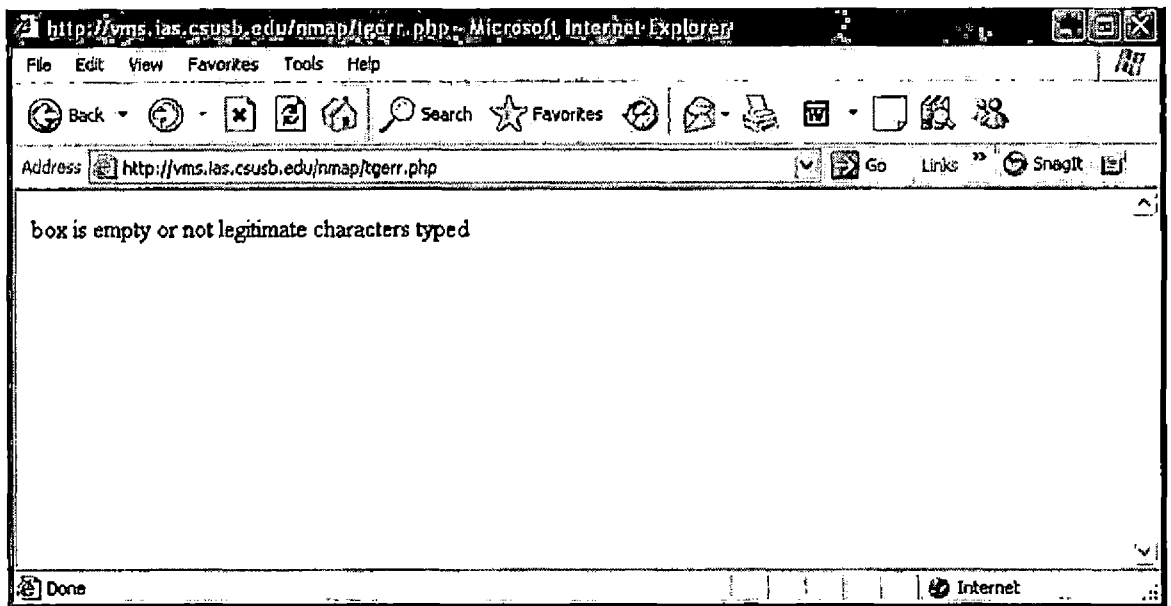 http://vms.ias.csusb.edu/nmap/tgerr.php - Microsoft Internet Explorer
File Edit View Favorites Tools Help
Back Search Favorites
Address http://vms.ias.csusb.edu/nmap/tgerr.php Go Links » SnagIt
box is empty or not legitimate characters typed
Done Internet